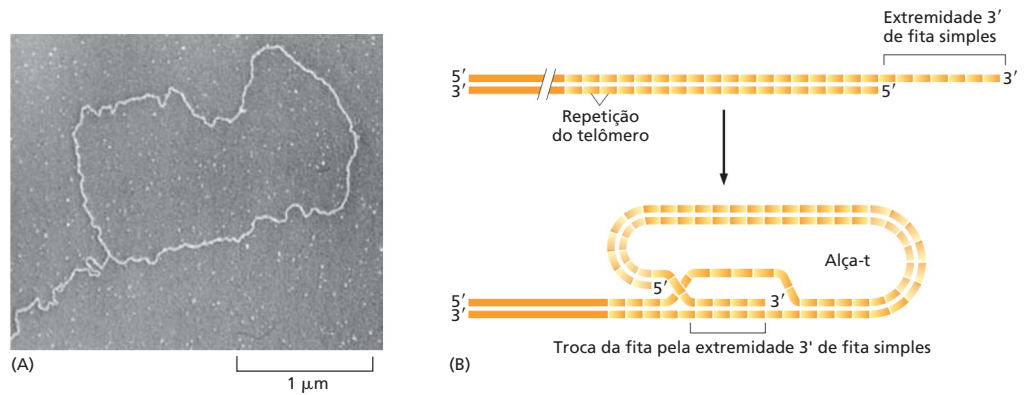 (A)
1 μm
Extremidade 3′
de fita simples
5′
3′
3′
5′
Repetição
do telômero
Alça-t
5′
5′
3′
3′
Troca da fita pela extremidade 3' de fita simples
(B)